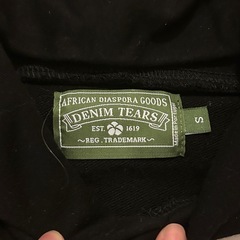 AFRICAN DIASPORA GOODS
DENIM TEARS
EST. 1619
~REG. TRADEMARK~
S